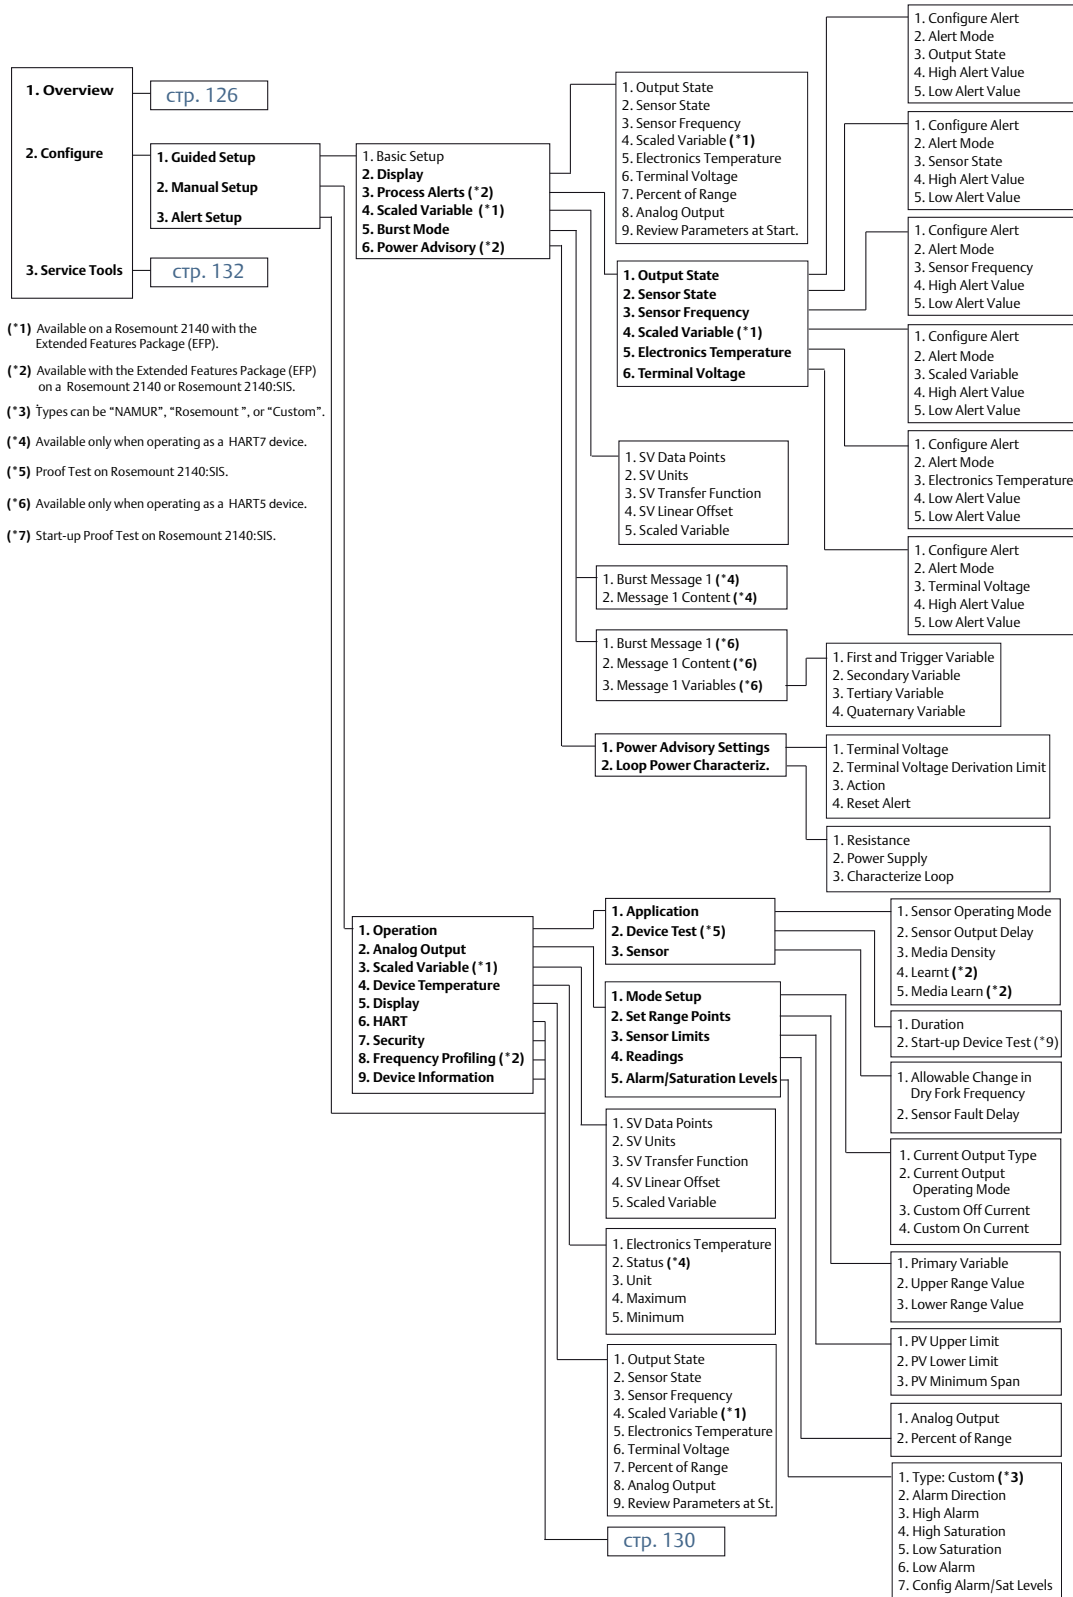 1. Overview
стр. 126
2. Configure
3. Service Tools
стр. 132
1. Guided Setup
2. Manual Setup
3. Alert Setup
(*1) Available on a Rosemount 2140 with the
Extended Features Package (EFP).
(*2) Available with the Extended Features Package (EFP)
on a Rosemount 2140 or Rosemount 2140:SIS.
(*3) Types can be “NAMUR”, “Rosemount ”, or “Custom”.
(*4) Available only when operating as a HART7 device.
(*5) Proof Test on Rosemount 2140:SIS.
(*6) Available only when operating as a HART5 device.
(*7) Start-up Proof Test on Rosemount 2140:SIS.
1. Basic Setup
2. Display
3. Process Alerts (*2)
4. Scaled Variable (*1)
5. Burst Mode
6. Power Advisory (*2)
1. Output State
2. Sensor State
3. Sensor Frequency
4. Scaled Variable (*1)
5. Electronics Temperature
6. Terminal Voltage
7. Percent of Range
8. Analog Output
9. Review Parameters at Start.
1. Output State
2. Sensor State
3. Sensor Frequency
4. Scaled Variable (*1)
5. Electronics Temperature
6. Terminal Voltage
1. Configure Alert
2. Alert Mode
3. Output State
4. High Alert Value
5. Low Alert Value
1. Configure Alert
2. Alert Mode
3. Sensor State
4. High Alert Value
5. Low Alert Value
1. Configure Alert
2. Alert Mode
3. Sensor Frequency
4. High Alert Value
5. Low Alert Value
1. Configure Alert
2. Alert Mode
3. Scaled Variable
4. High Alert Value
5. Low Alert Value
1. Configure Alert
2. Alert Mode
3. Electronics Temperature
4. Low Alert Value
5. Low Alert Value
1. Configure Alert
2. Alert Mode
3. Terminal Voltage
4. High Alert Value
5. Low Alert Value
1. SV Data Points
2. SV Units
3. SV Transfer Function
4. SV Linear Offset
5. Scaled Variable
1. Burst Message 1 (*4)
2. Message 1 Content (*4)
1. Burst Message 1 (*6)
2. Message 1 Content (*6)
3. Message 1 Variables (*6)
1. First and Trigger Variable
2. Secondary Variable
3. Tertiary Variable
4. Quaternary Variable
1. Power Advisory Settings
2. Loop Power Characteriz.
1. Terminal Voltage
2. Terminal Voltage Derivation Limit
3. Action
4. Reset Alert
1. Resistance
2. Power Supply
3. Characterize Loop
1. Operation
2. Analog Output
3. Scaled Variable (*1)
4. Device Temperature
5. Display
6. HART
7. Security
8. Frequency Profiling (*2)
9. Device Information
1. Application
2. Device Test (*5)
3. Sensor
1. Sensor Operating Mode
2. Sensor Output Delay
3. Media Density
4. Learnt (*2)
5. Media Learn (*2)
1. Duration
2. Start-up Device Test (*9)
1. Allowable Change in
Dry Fork Frequency
2. Sensor Fault Delay
1. Mode Setup
2. Set Range Points
3. Sensor Limits
4. Readings
5. Alarm/Saturation Levels
1. Current Output Type
2. Current Output
Operating Mode
3. Custom Off Current
4. Custom On Current
1. Primary Variable
2. Upper Range Value
3. Lower Range Value
1. PV Upper Limit
2. PV Lower Limit
3. PV Minimum Span
1. Analog Output
2. Percent of Range
1. Type: Custom (*3)
2. Alarm Direction
3. High Alarm
4. High Saturation
5. Low Saturation
6. Low Alarm
7. Config Alarm/Sat Levels
1. SV Data Points
2. SV Units
3. SV Transfer Function
4. SV Linear Offset
5. Scaled Variable
1. Electronics Temperature
2. Status (*4)
3. Unit
4. Maximum
5. Minimum
1. Output State
2. Sensor State
3. Sensor Frequency
4. Scaled Variable (*1)
5. Electronics Temperature
6. Terminal Voltage
7. Percent of Range
8. Analog Output
9. Review Parameters at St.
стр. 130